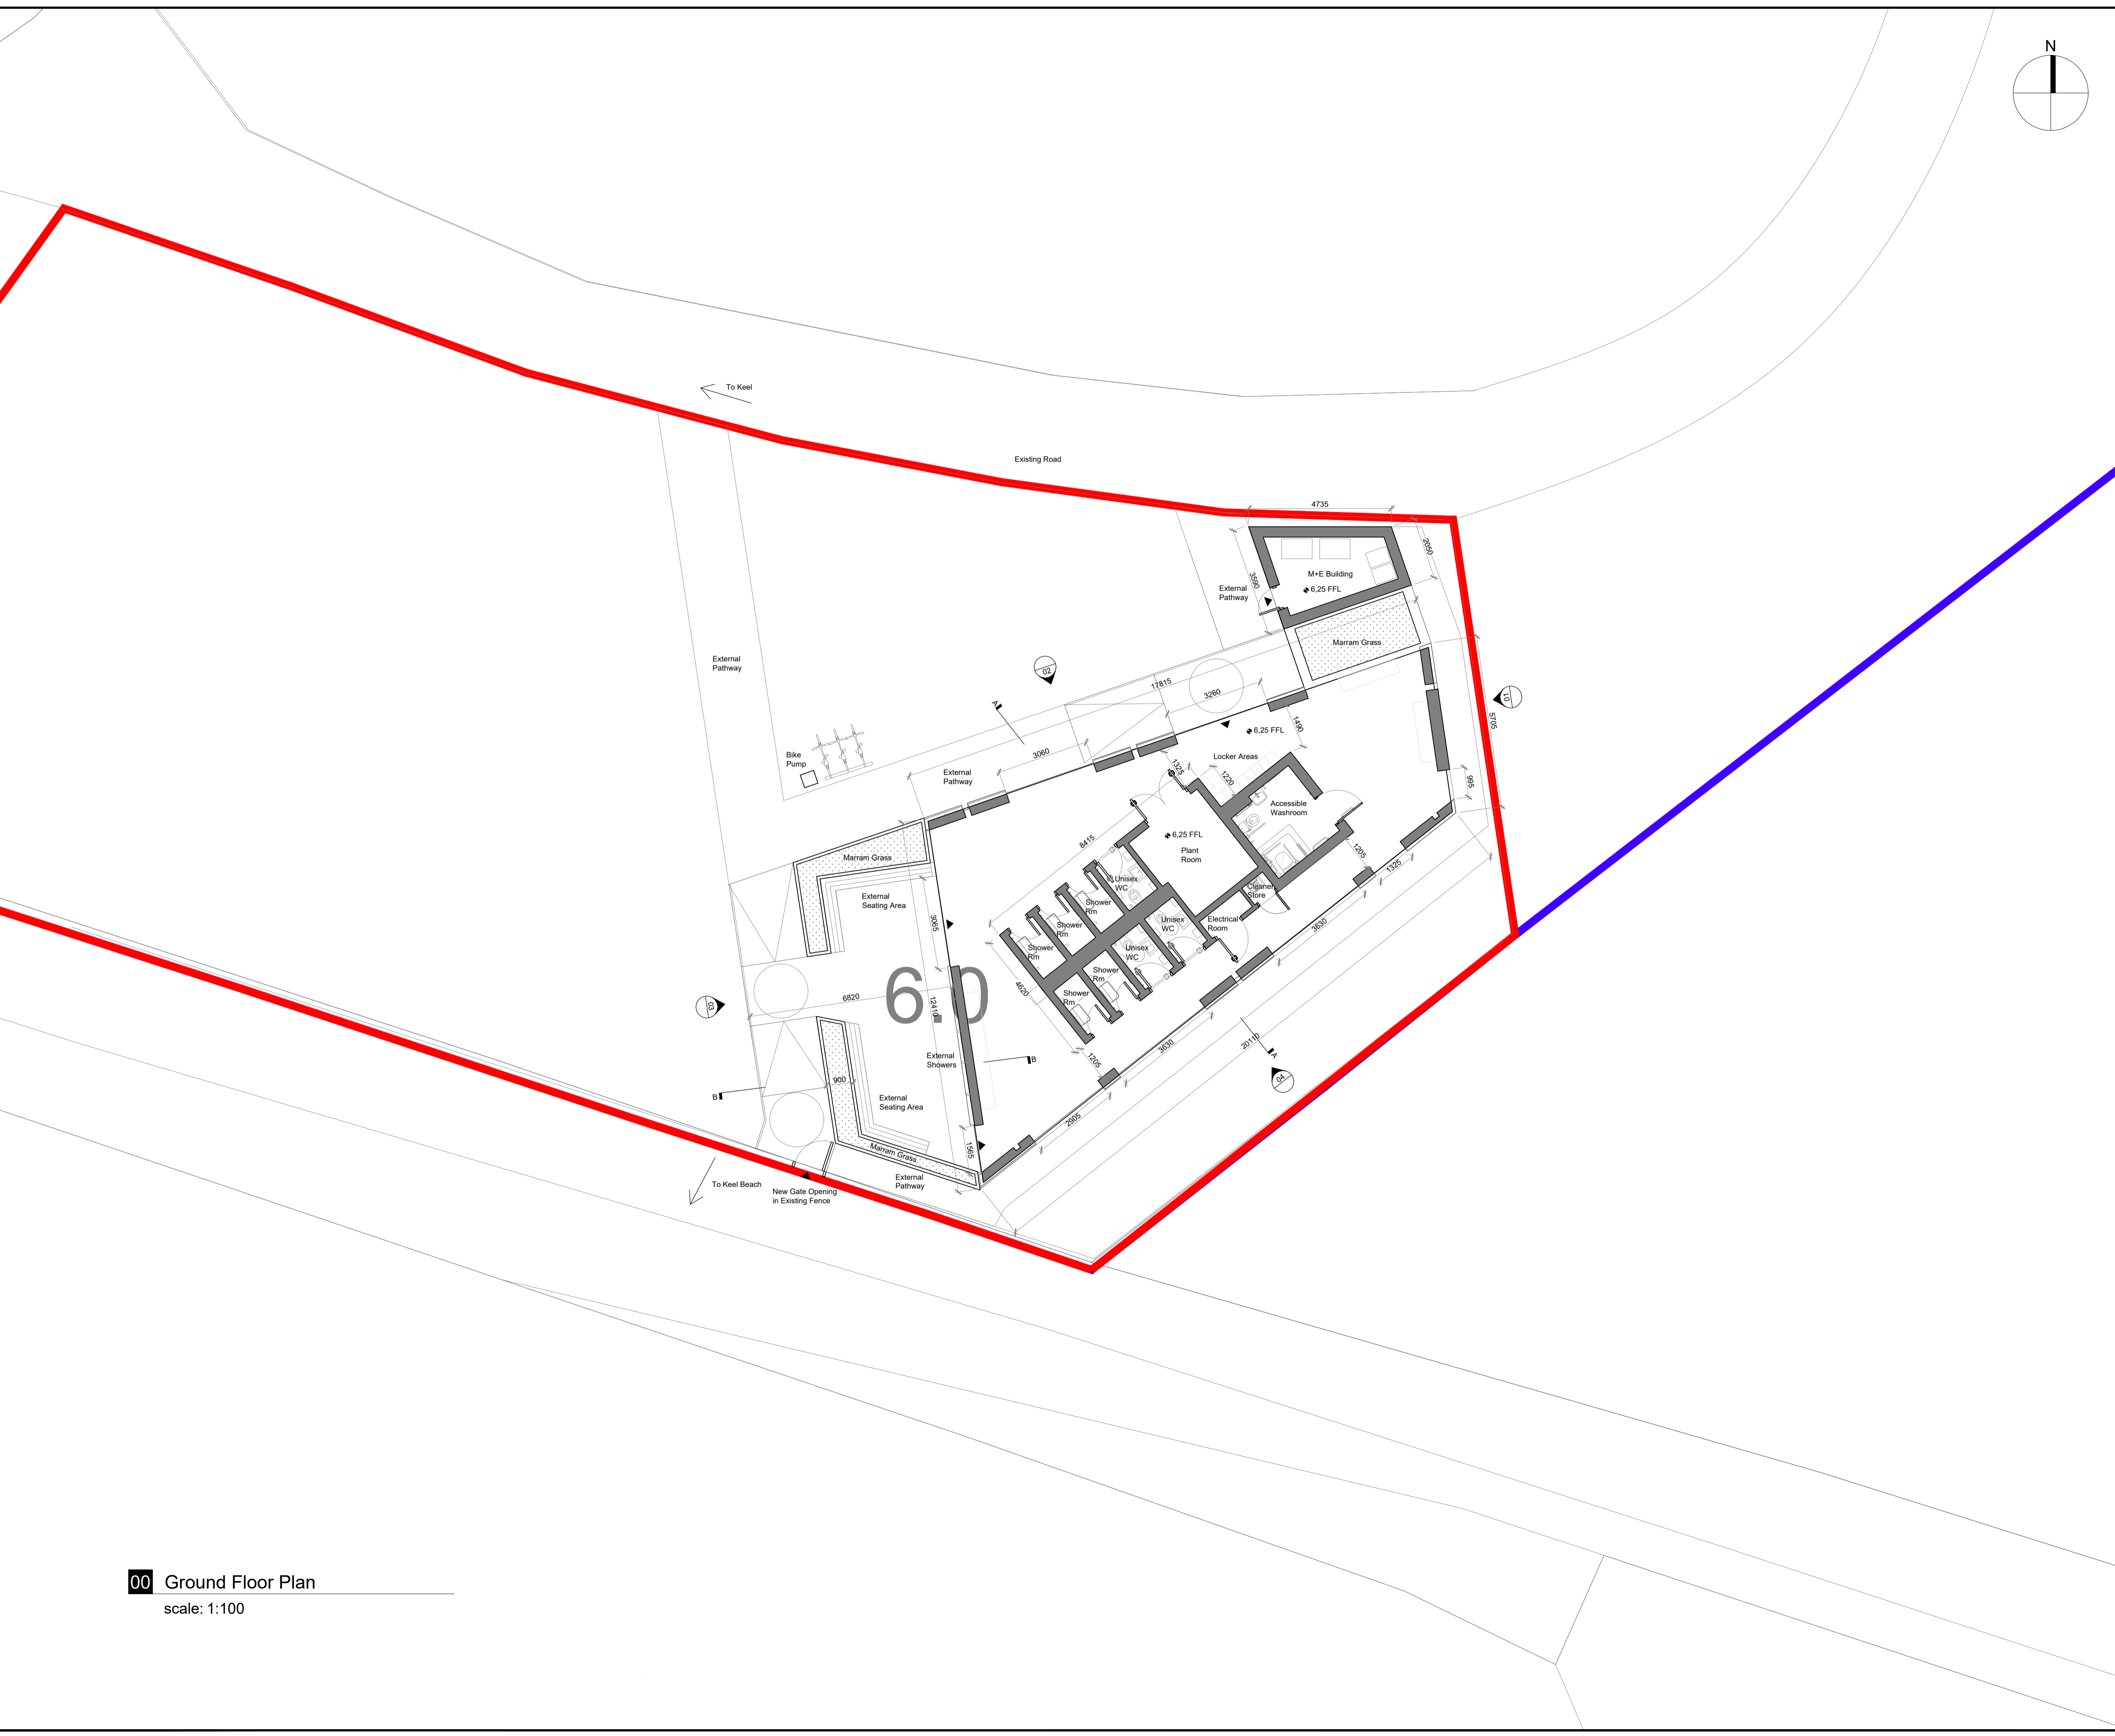 N
To Keel
Existing Road
4735
2050
3590
M+E Building
6,25 FFL
External
Pathway
Marram Grass
External
Pathway
02
A
17815
3260
01
5705
1490
6,25 FFL
3060
Bike
Pump
External
Pathway
Locker Areas
1325
1220
995
Accessible
Washroom
6,25 FFL
8415
Plant
Room
1205
1325
Marram Grass
External
Seating Area
Unisex
WC
Cleaner
Store
Shower
Rm
Unisex
WC
Electrical
Room
3065
Shower
Rm
3630
Shower
Rm
Unisex
WC
Shower
Rm
4620
Shower
Rm
6.0
6820
12410
03
External
Showers
B
1205
3630
20110
A
04
900
B
External
Seating Area
2905
1565
Marram Grass
External
Pathway
To Keel Beach
New Gate Opening
in Existing Fence
00 Ground Floor Plan
scale: 1:100